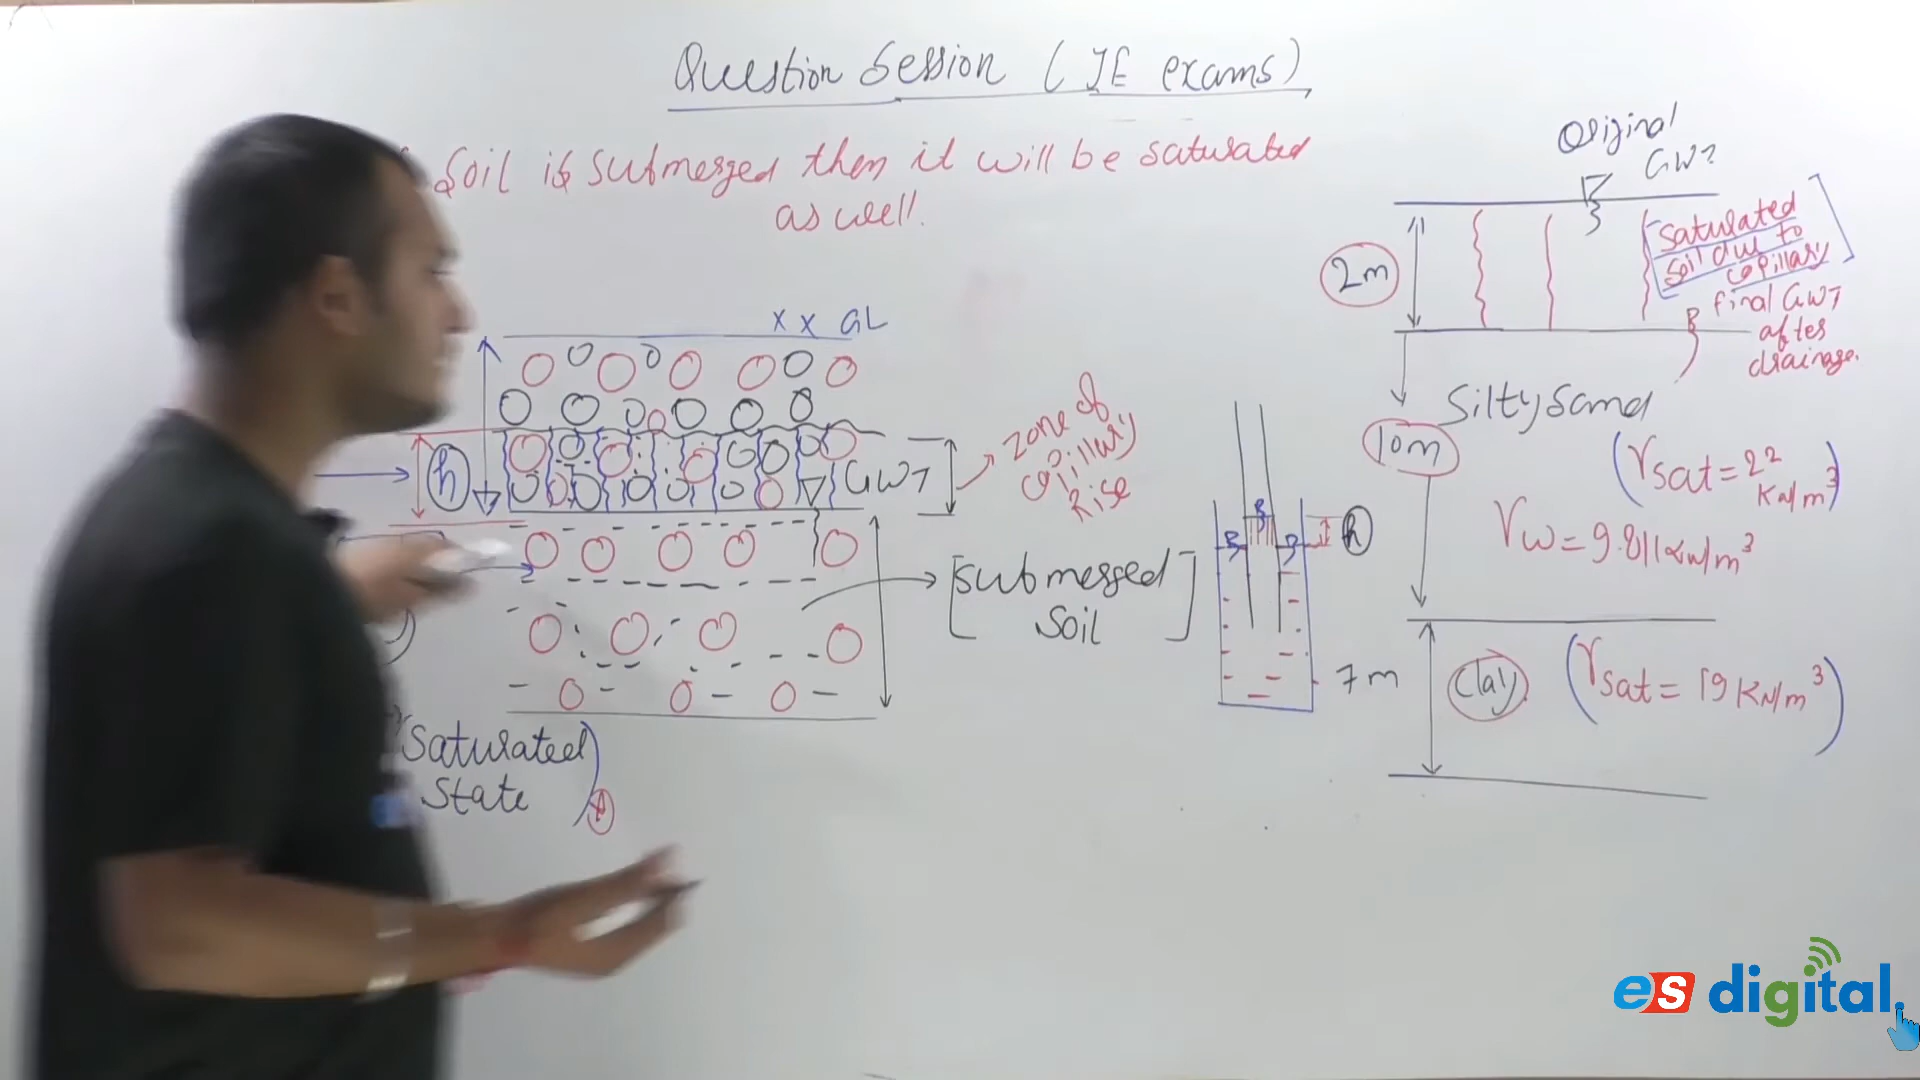 Question Session (JE exams)
Soil is submerged then it will be saturated
as well.
x x GL
h
GWT
zone of
capillary
Rise
[submerged
Soil]
Saturated
State
h
Original
GWT
2m
saturated
soil due to
capillary
final GWT
after
drainage.
Silty Sand
10m
(γsat = 22
KN/m3)
γw = 9.81 KN/m3
7m
Clay
(γsat = 19 KN/m3)
es digital.